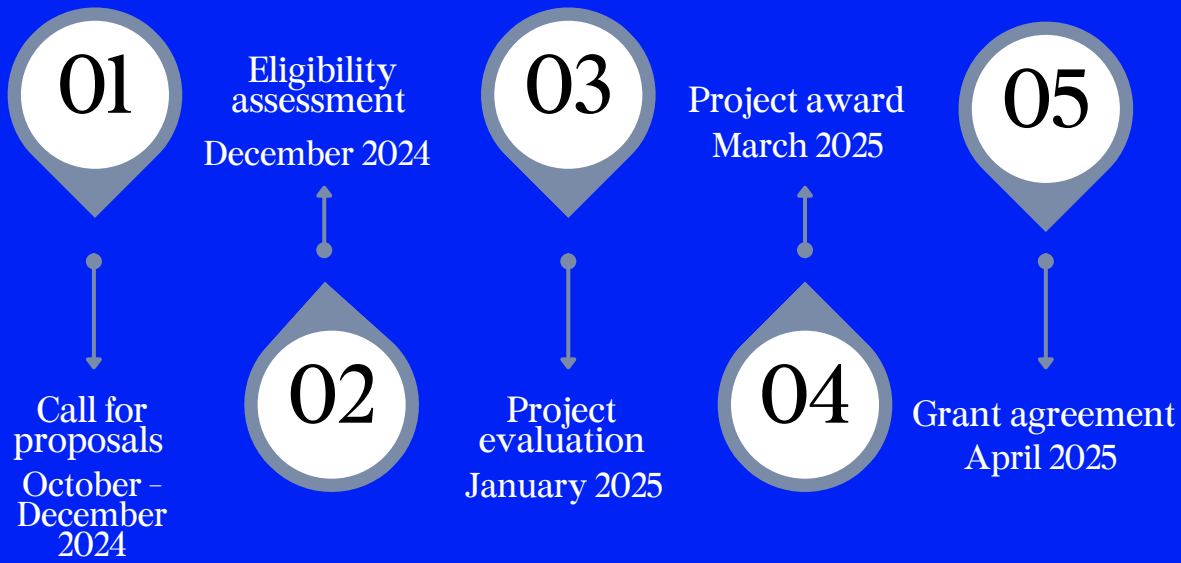 01
Call for
proposals
October –
December
2024
02
Eligibility
assessment
December 2024
03
Project
evaluation
January 2025
04
Project award
March 2025
05
Grant agreement
April 2025